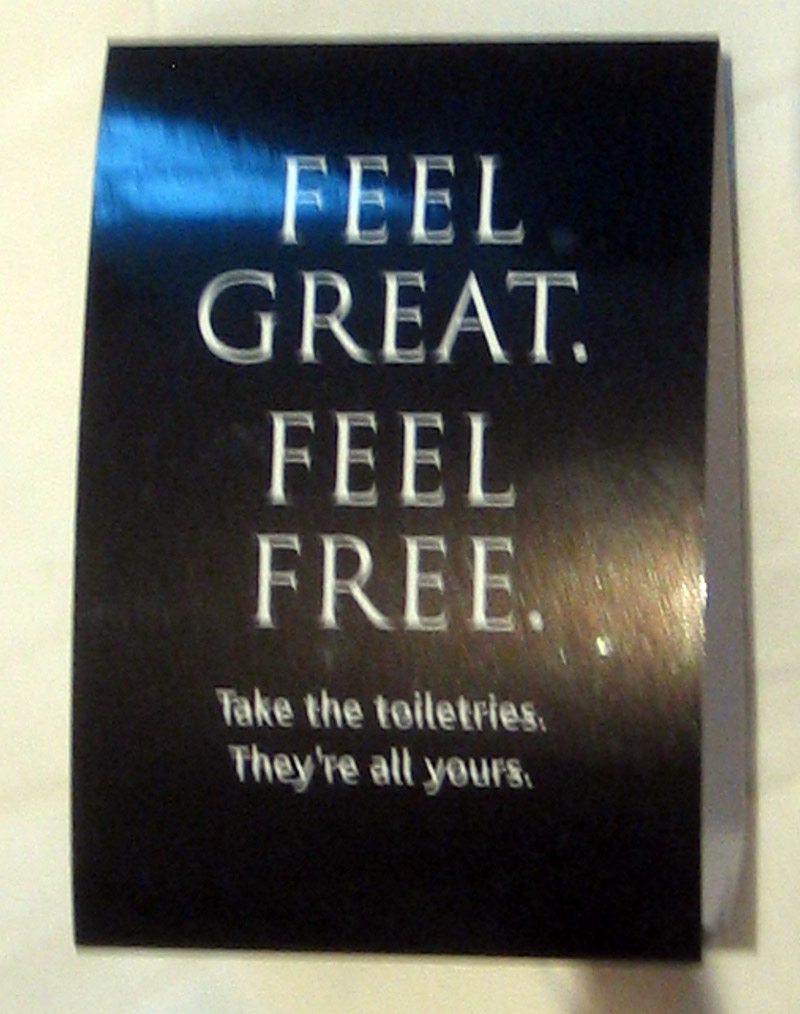 FEEL
GREAT.
FEEL
FREE.
Take the toiletries.
They're all yours.